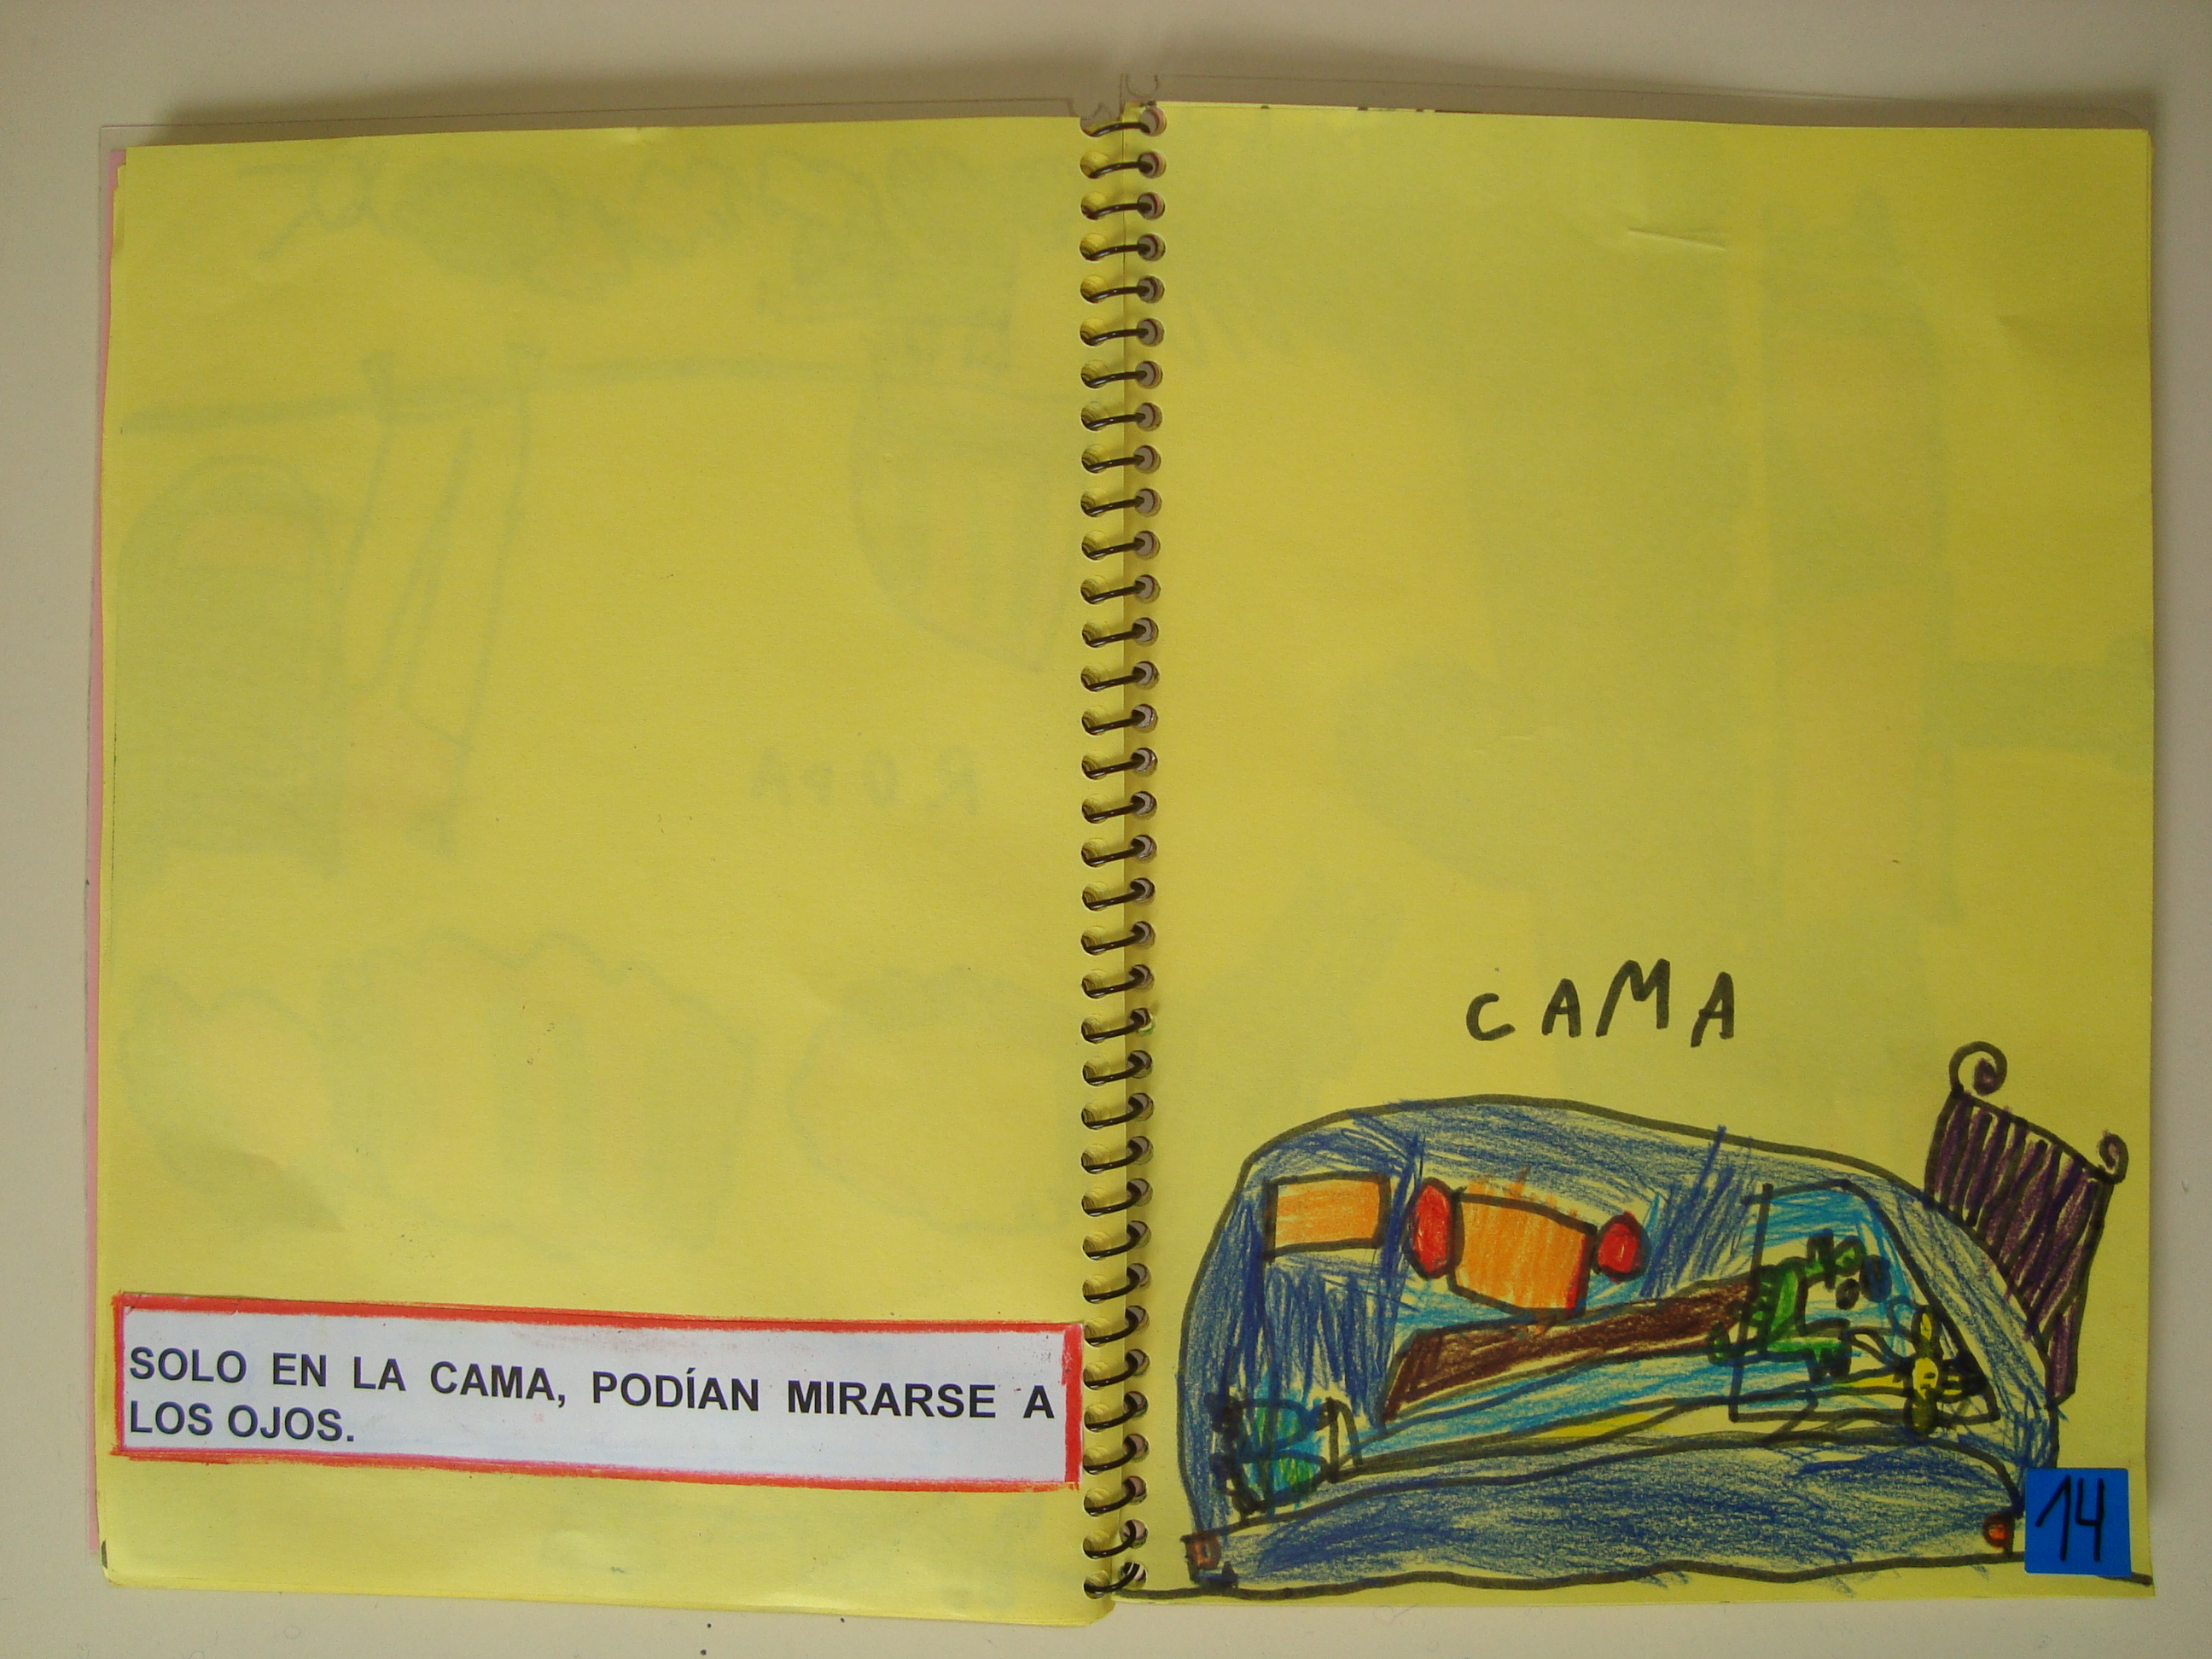 SOLO EN LA CAMA, PODÍAN MIRARSE A
LOS OJOS.
CAMA
14